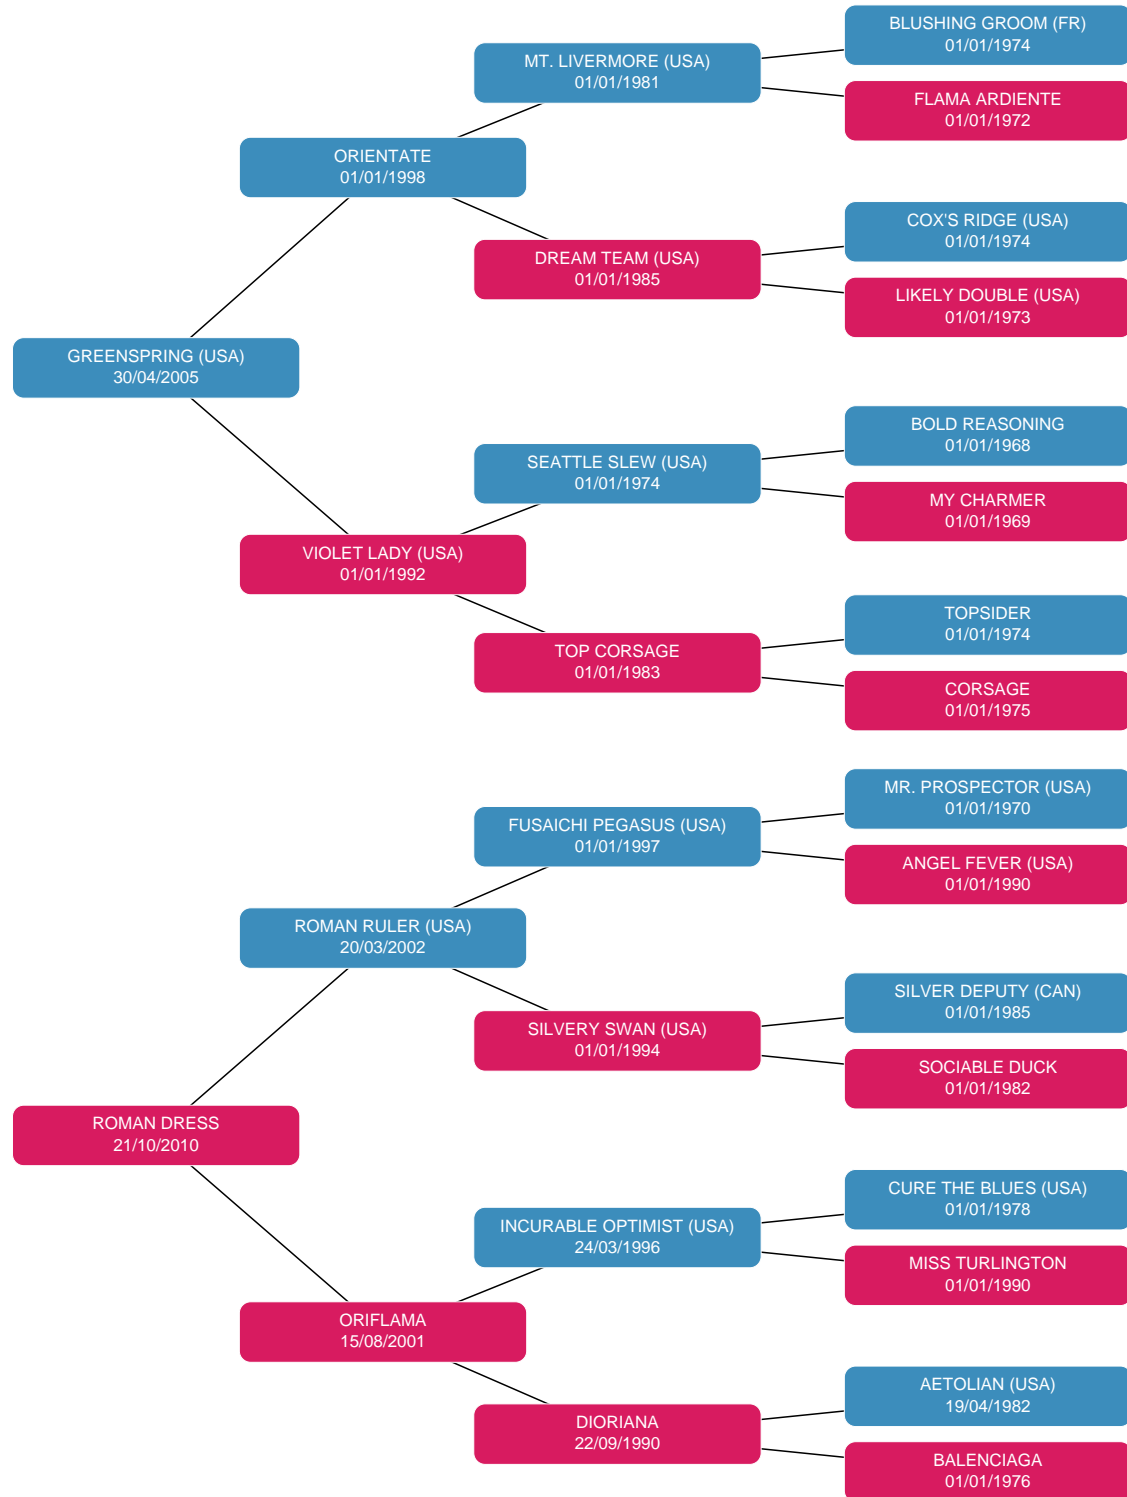 BLUSHING GROOM (FR)
01/01/1974
MT. LIVERMORE (USA)
01/01/1981
FLAMA ARDIENTE
01/01/1972
ORIENTATE
01/01/1998
COX'S RIDGE (USA)
01/01/1974
DREAM TEAM (USA)
01/01/1985
LIKELY DOUBLE (USA)
01/01/1973
GREENSPRING (USA)
30/04/2005
BOLD REASONING
01/01/1968
SEATTLE SLEW (USA)
01/01/1974
MY CHARMER
01/01/1969
VIOLET LADY (USA)
01/01/1992
TOPSIDER
01/01/1974
TOP CORSAGE
01/01/1983
CORSAGE
01/01/1975
MR. PROSPECTOR (USA)
01/01/1970
FUSAICHI PEGASUS (USA)
01/01/1997
ANGEL FEVER (USA)
01/01/1990
ROMAN RULER (USA)
20/03/2002
SILVER DEPUTY (CAN)
01/01/1985
SILVERY SWAN (USA)
01/01/1994
SOCIABLE DUCK
01/01/1982
ROMAN DRESS
21/10/2010
CURE THE BLUES (USA)
01/01/1978
INCURABLE OPTIMIST (USA)
24/03/1996
MISS TURLINGTON
01/01/1990
ORIFLAMA
15/08/2001
AETOLIAN (USA)
19/04/1982
DIORIANA
22/09/1990
BALENCIAGA
01/01/1976